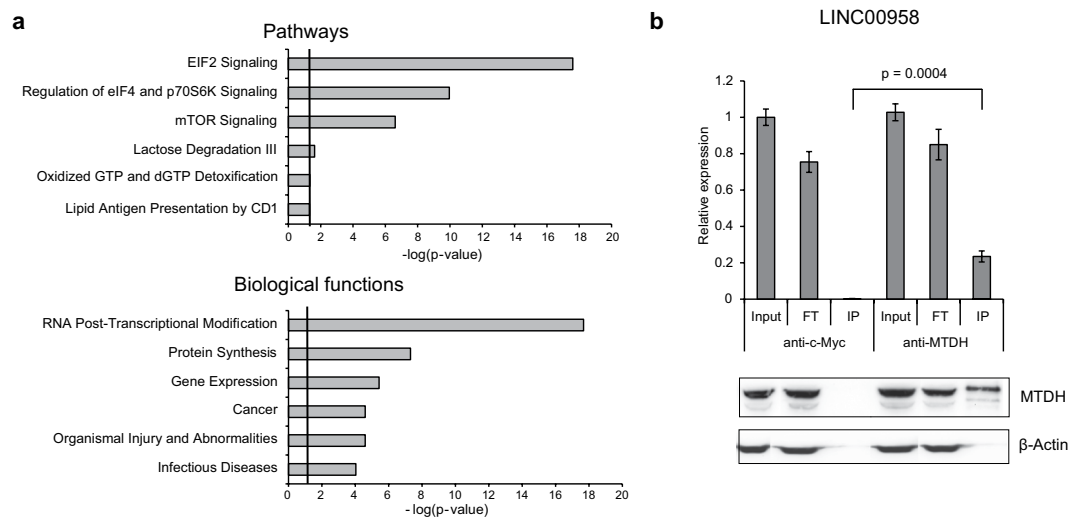 a
Pathways
EIF2 Signaling
Regulation of eIF4 and p70S6K Signaling
mTOR Signaling
Lactose Degradation III
Oxidized GTP and dGTP Detoxification
Lipid Antigen Presentation by CD1
0 2 4 6 8 10 12 14 16 18 20
-log(p-value)
Biological functions
RNA Post-Transcriptional Modification
Protein Synthesis
Gene Expression
Cancer
Organismal Injury and Abnormalities
Infectious Diseases
0 2 4 6 8 10 12 14 16 18 20
- log(p-value)
b
LINC00958
p = 0.0004
Relative expression
1.2
1
0.8
0.6
0.4
0.2
0
Input FT IP Input FT IP
anti-c-Myc anti-MTDH
MTDH
β-Actin